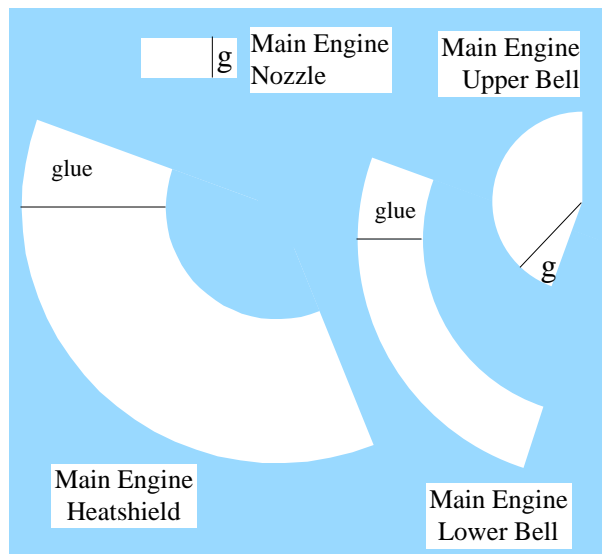 g
Main Engine
Nozzle
Main Engine
Upper Bell
glue
glue
g
Main Engine
Heatshield
Main Engine
Lower Bell